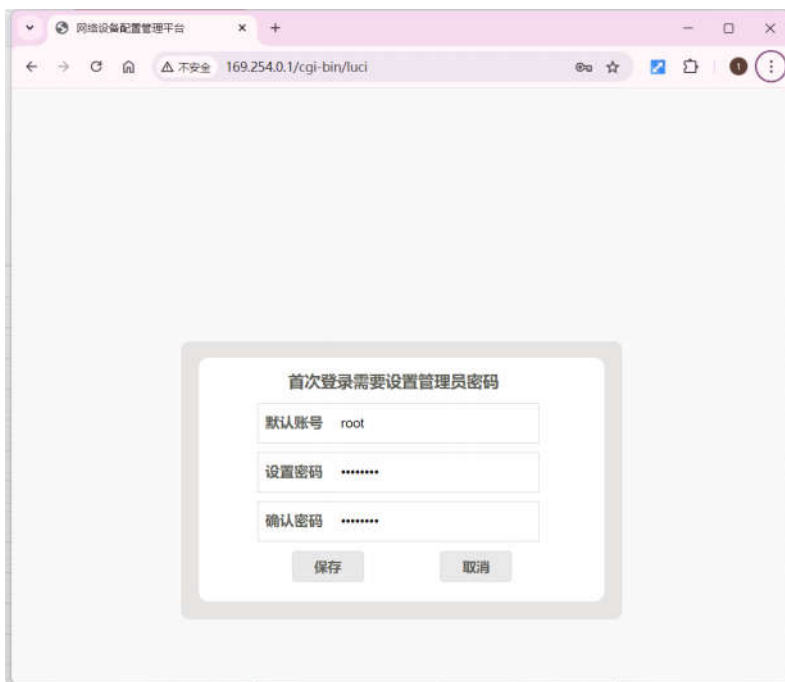 网络设备配置管理平台
不安全 169.254.0.1/cgi-bin/luci
首次登录需要设置管理员密码
默认账号 root
设置密码 ••••••••
确认密码 ••••••••
保存 取消